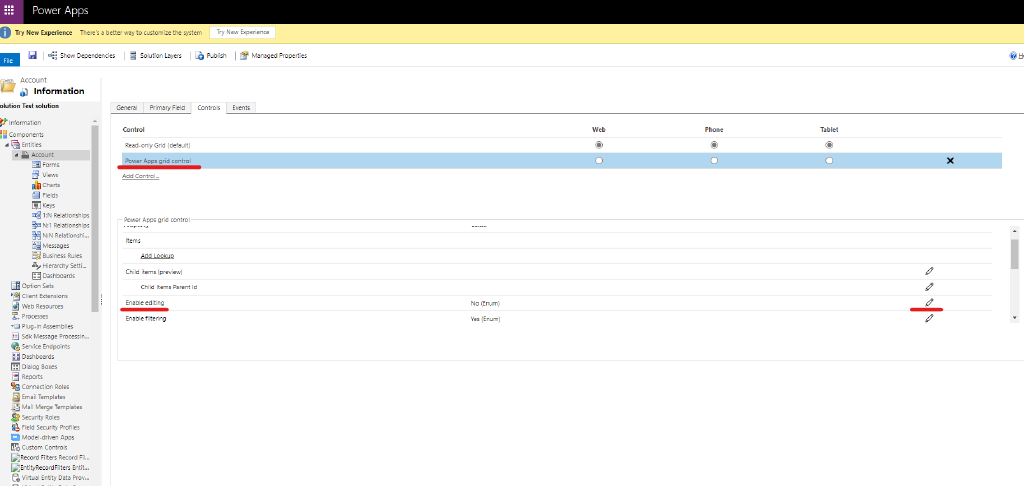 Power Apps
Try New Experience There's a better way to customize the system Try New Experience
File Show Dependencies Solution Layers Publish Managed Properties
Account
Information
olution Test solution
Information
Components
Entities
Account
Forms
Views
Charts
Fields
Keys
1:N Relationships
N:1 Relationships
N:N Relationshi...
Messages
Business Rules
Hierarchy Setti...
Dashboards
Option Sets
Client Extensions
Web Resources
Processes
Plug-in Assemblies
Sdk Message Processin...
Service Endpoints
Dashboards
Dialog Boxes
Reports
Connection Roles
Email Templates
Mail Merge Templates
Security Roles
Field Security Profiles
Model-driven Apps
Custom Controls
Record Filters Record Fil...
EntityRecordFilters Entit...
Virtual Entity Data Prov...
General Primary Field Controls Events
Control Web Phone Tablet
Read-only Grid (default)
Power Apps grid control
Add Control...
Power Apps grid control
Items
Add Lookup
Child items (preview)
Child Items Parent Id
Enable editing No (Enum)
Enable filtering Yes (Enum)